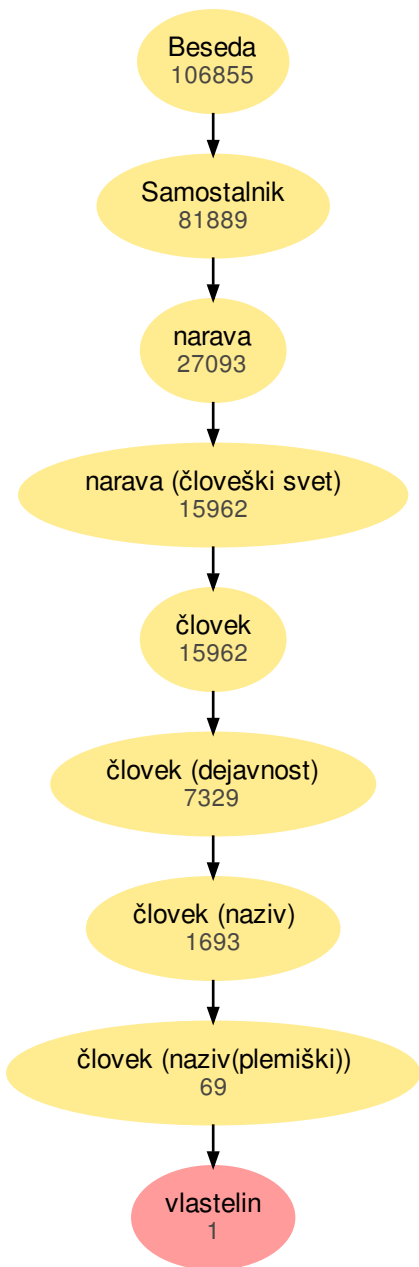 Beseda
106855
Samostalnik
81889
narava
27093
narava (človeški svet)
15962
človek
15962
človek (dejavnost)
7329
človek (naziv)
1693
človek (naziv(plemiški))
69
vlastelin
1